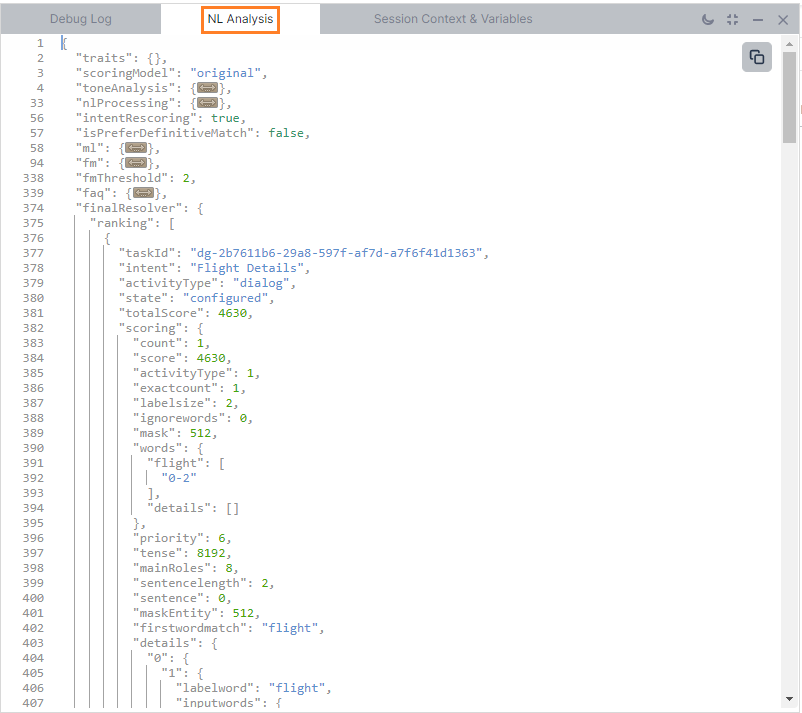 Debug Log NL Analysis Session Context & Variables
1 {
2 "traits": {},
3 "scoringModel": "original",
4 "toneAnalysis": {↔},
33 "nlProcessing": {↔},
56 "intentRescoring": true,
57 "isPreferDefinitiveMatch": false,
58 "ml": {↔},
94 "fm": {↔},
338 "fmThreshold": 2,
339 "faq": {↔},
374 "finalResolver": {
375 "ranking": [
376 {
377 "taskId": "dg-2b7611b6-29a8-597f-af7d-a7f6f41d1363",
378 "intent": "Flight Details",
379 "activityType": "dialog",
380 "state": "configured",
381 "totalScore": 4630,
382 "scoring": {
383 "count": 1,
384 "score": 4630,
385 "activityType": 1,
386 "exactcount": 1,
387 "labelsize": 2,
388 "ignorewords": 0,
389 "mask": 512,
390 "words": {
391 "flight": [
392 "0-2"
393 ],
394 "details": []
395 },
396 "priority": 6,
397 "tense": 8192,
398 "mainRoles": 8,
399 "sentencelength": 2,
400 "sentence": 0,
401 "maskEntity": 512,
402 "firstwordmatch": "flight",
403 "details": {
404 "0": {
405 "1": {
406 "labelword": "flight",
407 "inputwords": {